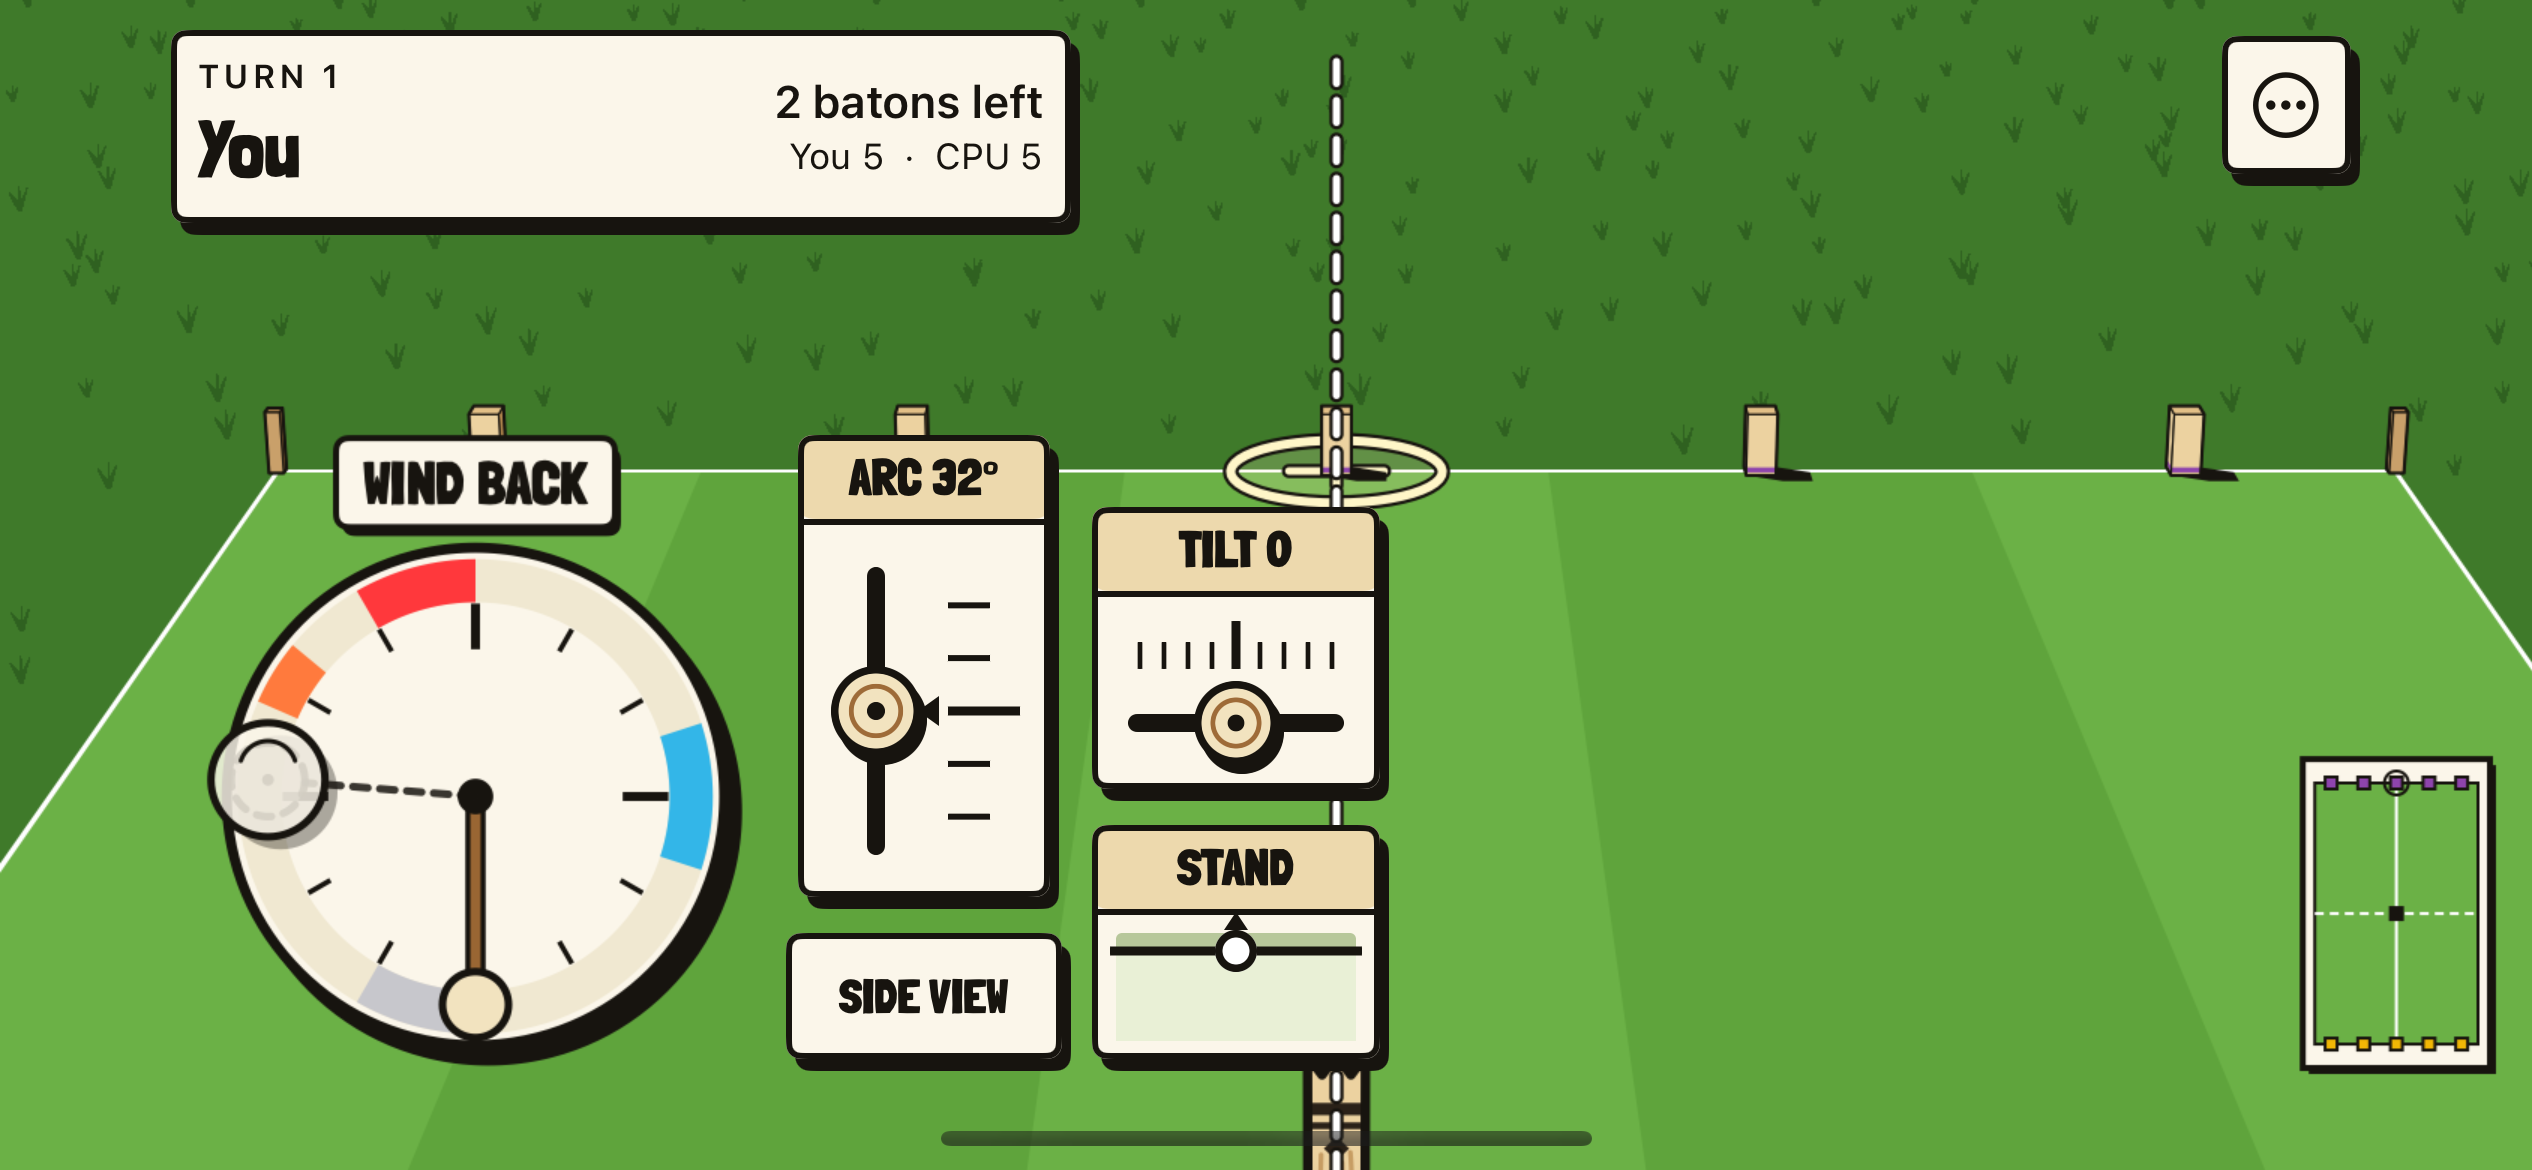 TURN 1
You
2 batons left
You 5 · CPU 5
WIND BACK
ARC 32°
TILT 0
STAND
SIDE VIEW